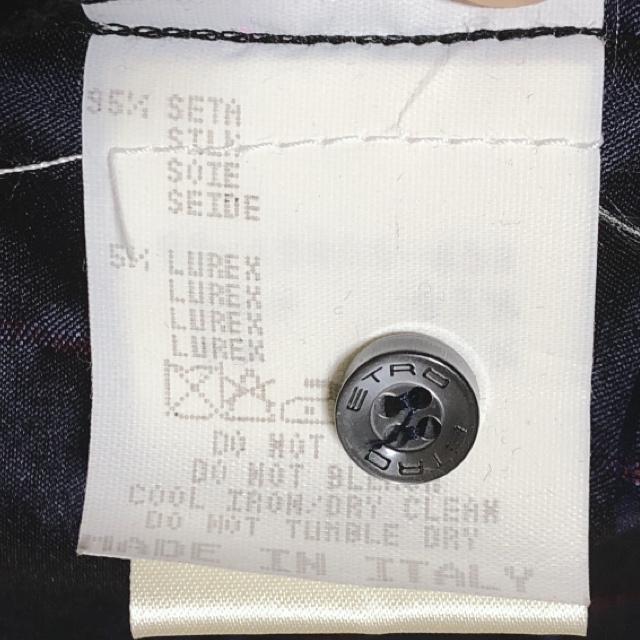 95% SETA
SILK
SOIE
SEIDE
5% LUREX
LUREX
LUREX
LUREX
ETRO
ETRO
DO NOT
DO NOT BLEACH
COOL IRON/DRY CLEAN
DO NOT TUMBLE DRY
MADE IN ITALY